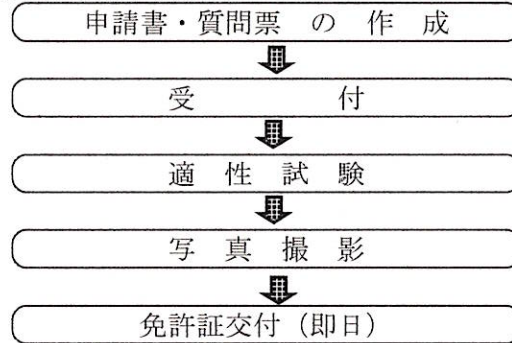 申請書・質問票 の 作 成
受 付
適 性 試 験
写 真 撮 影
免許証交付（即日）